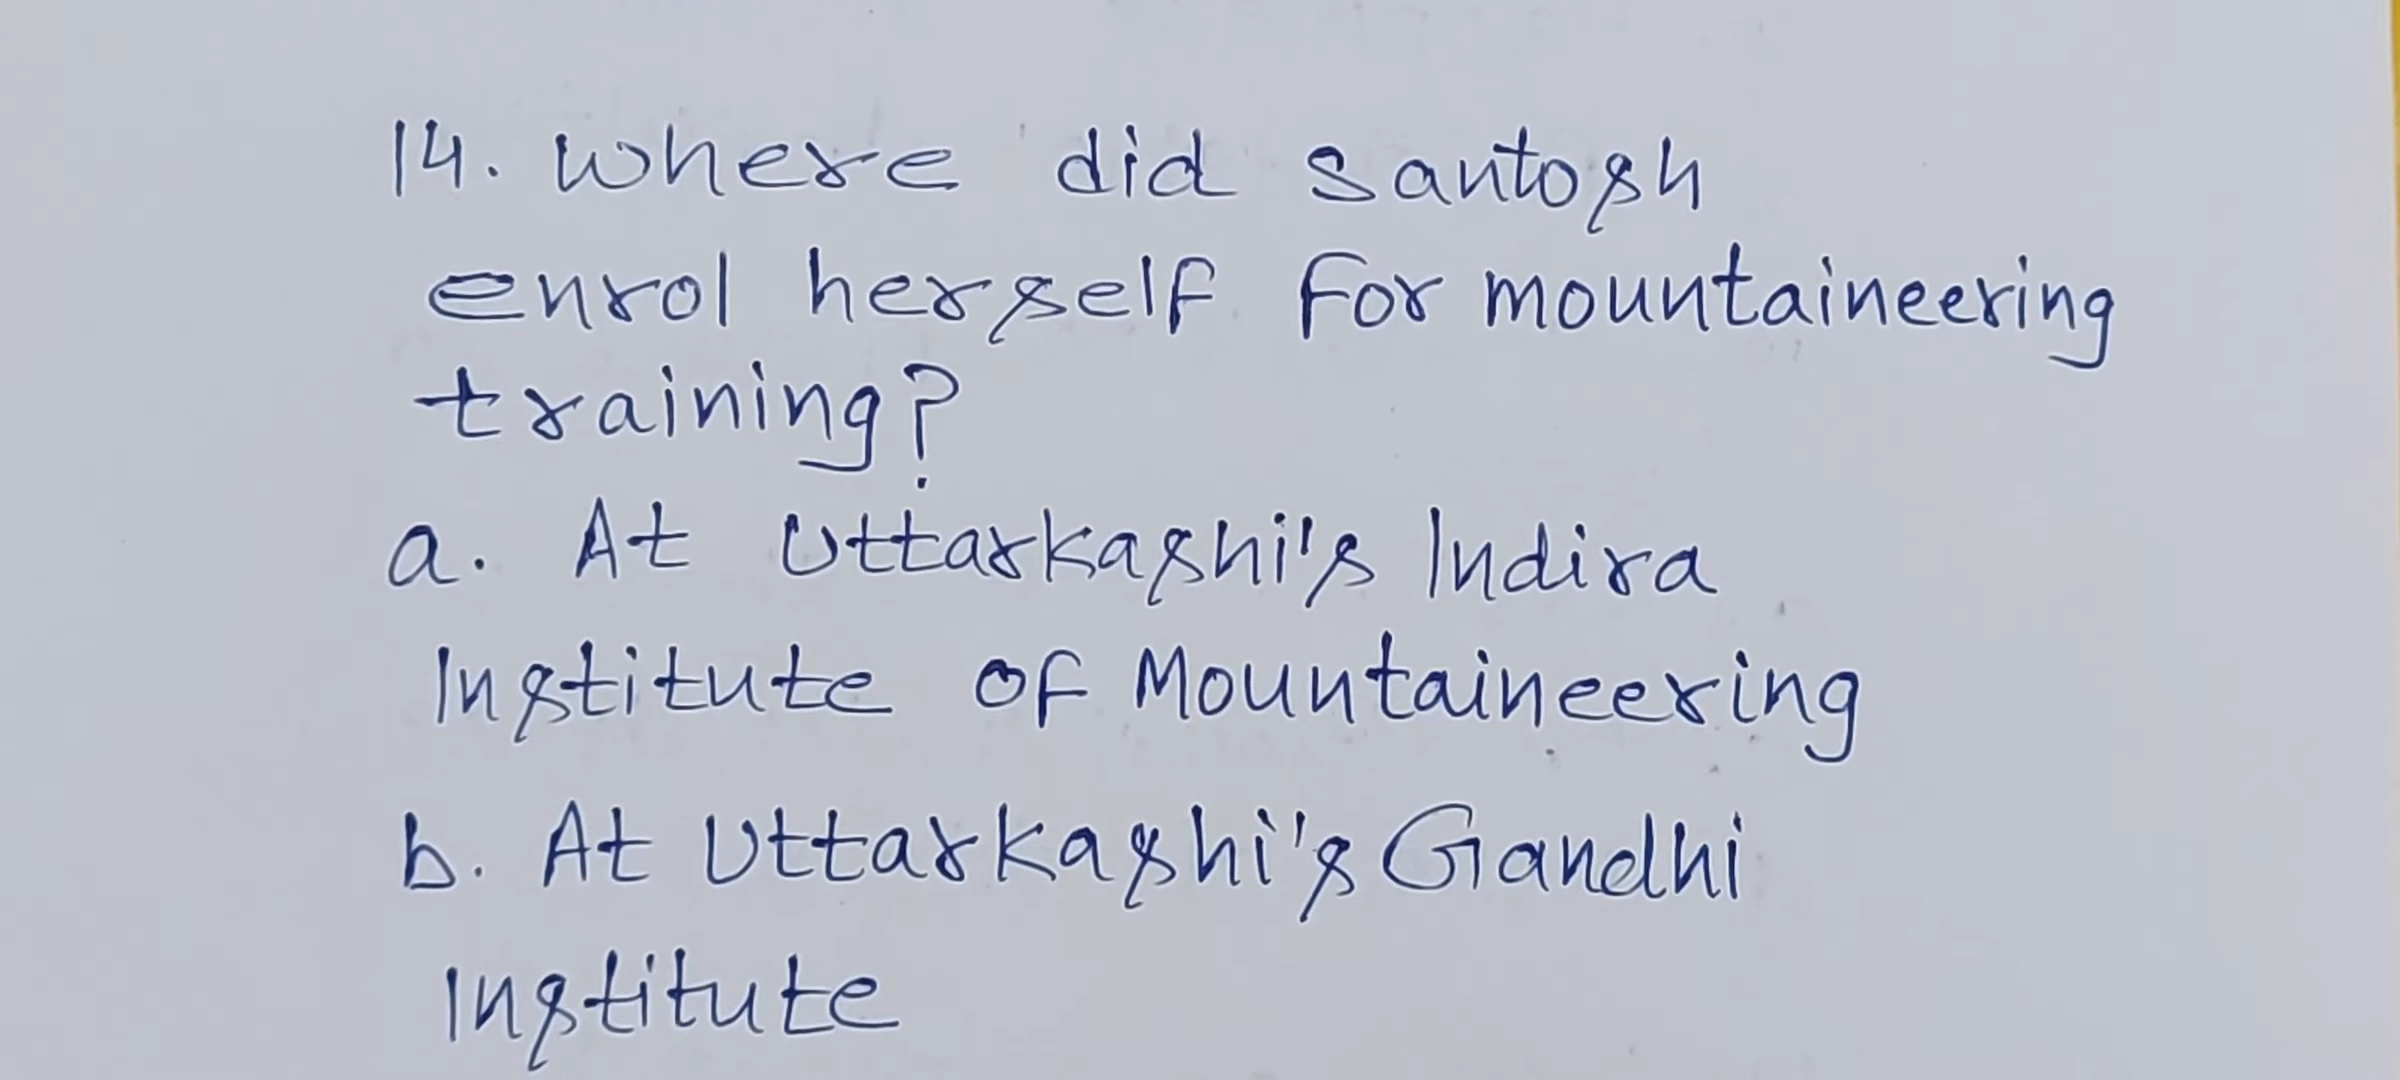 14. Where did santosh
enrol herself for mountaineering
training?
a. At Uttarkashi's Indira
Institute of Mountaineering
b. At Uttarkashi's Gandhi
Institute